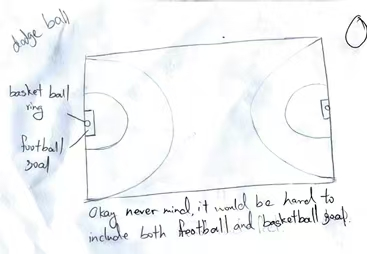 dodge ball
basket ball
ring
football
goal
Okay never mind, it would be hard to
include both football and basketball goal.